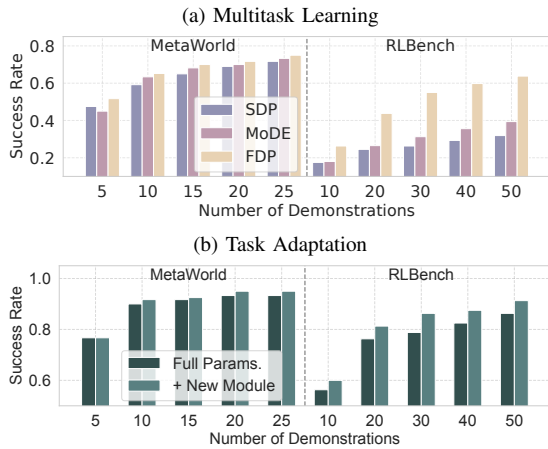 (a) Multitask Learning
MetaWorld RLBench
Success Rate
0.8
0.6
0.4
0.2
SDP
MoDE
FDP
5 10 15 20 25 10 20 30 40 50
Number of Demonstrations
(b) Task Adaptation
MetaWorld RLBench
Success Rate
1.0
0.8
0.6
Full Params.
+ New Module
5 10 15 20 25 10 20 30 40 50
Number of Demonstrations